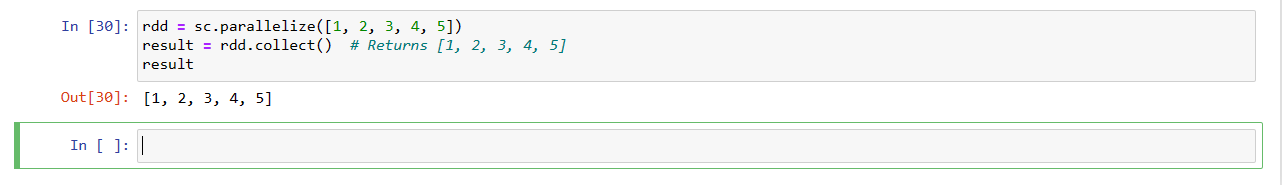 In [30]: rdd = sc.parallelize([1, 2, 3, 4, 5])
result = rdd.collect()  # Returns [1, 2, 3, 4, 5]
result
Out[30]: [1, 2, 3, 4, 5]
In [ ]: